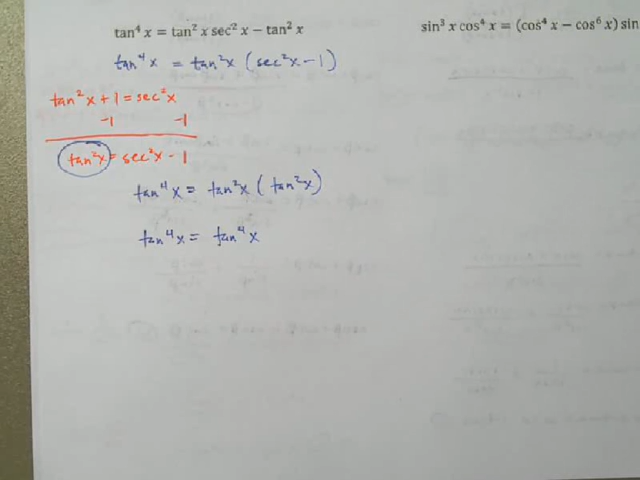 tan⁴ x = tan² x sec² x − tan² x
tan⁴x = tan²x (sec²x − 1)
tan²x + 1 = sec²x
-1 -1
tan²x = sec²x − 1
tan⁴x = tan²x (tan²x)
tan⁴x = tan⁴x
sin³ x cos⁴ x = (cos⁴ x − cos⁶ x) sin